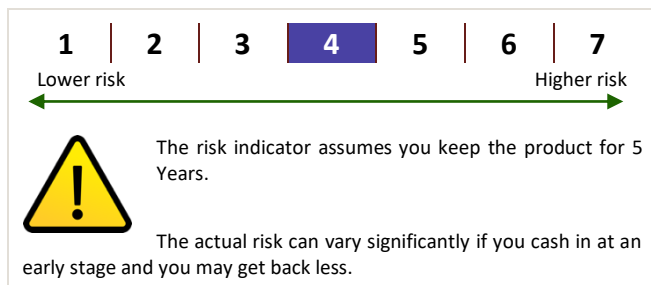 1 2 3 4 5 6 7
Lower risk Higher risk
The risk indicator assumes you keep the product for 5
Years.
The actual risk can vary significantly if you cash in at an
early stage and you may get back less.